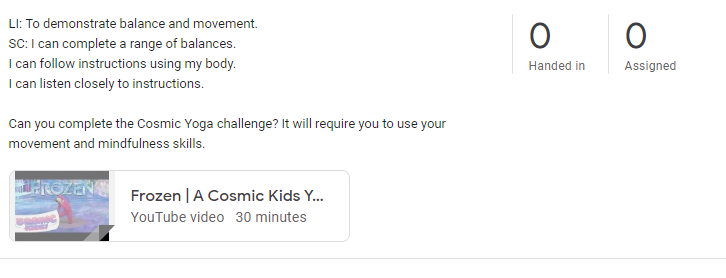 LI: To demonstrate balance and movement.
SC: I can complete a range of balances.
I can follow instructions using my body.
I can listen closely to instructions.
Can you complete the Cosmic Yoga challenge? It will require you to use your
movement and mindfulness skills.
0
Handed in
0
Assigned
FROZEN
COSMIC
Frozen | A Cosmic Kids Y...
YouTube video 30 minutes